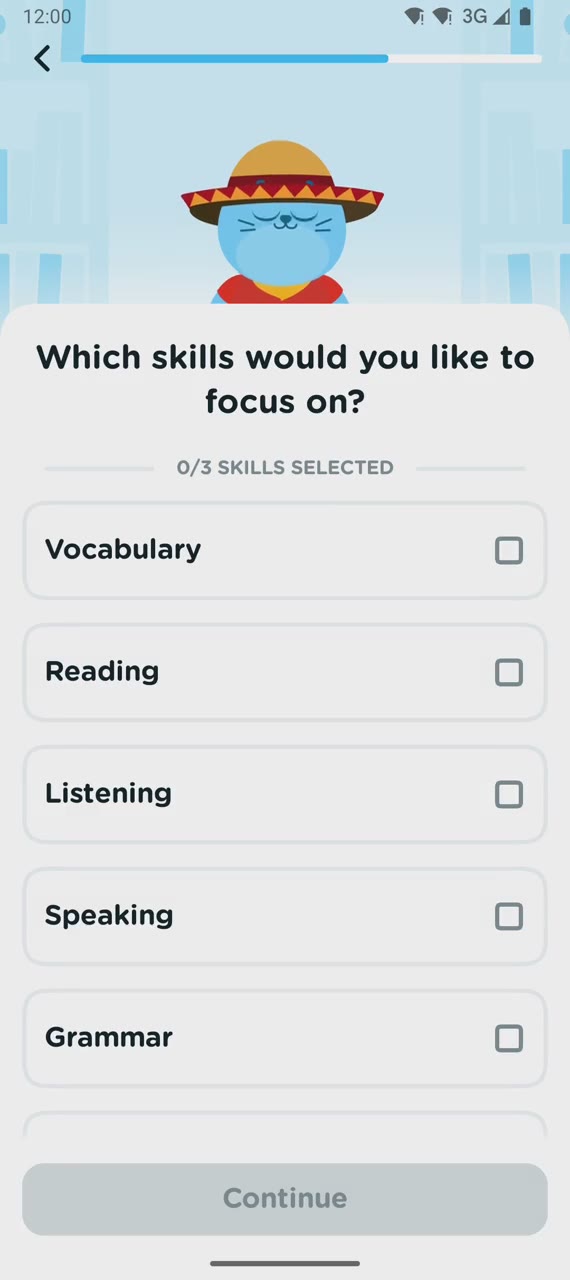 12:00
3G
Which skills would you like to
focus on?
0/3 SKILLS SELECTED
Vocabulary
Reading
Listening
Speaking
Grammar
Continue